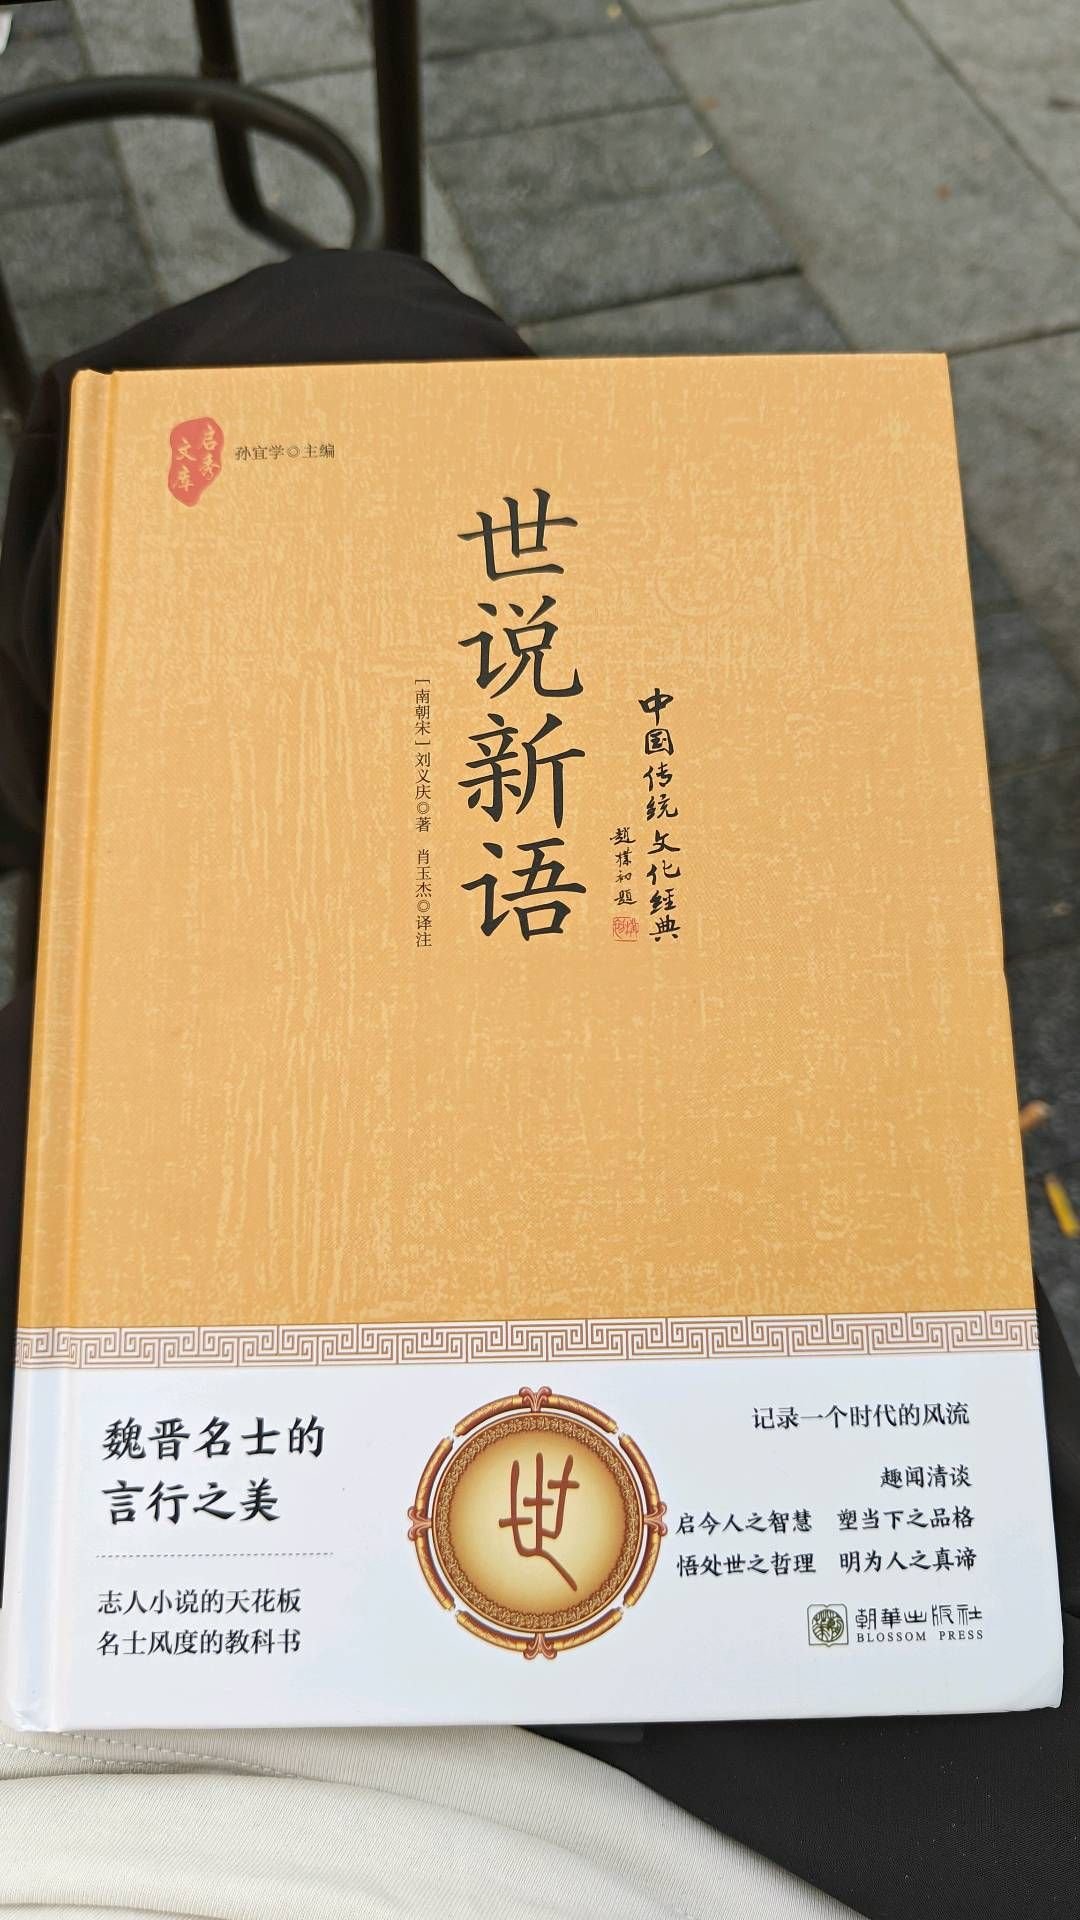 启秀
文库
孙宜学◎主编
世说新语
[南朝宋]刘义庆◎著 肖玉杰◎译注
中国传统文化經典
趙樸初題
魏晋名士的
言行之美
志人小说的天花板
名士风度的教科书
世
记录一个时代的风流
趣闻清谈
启今人之智慧 塑当下之品格
悟处世之哲理 明为人之真谛
朝華出版社
BLOSSOM PRESS